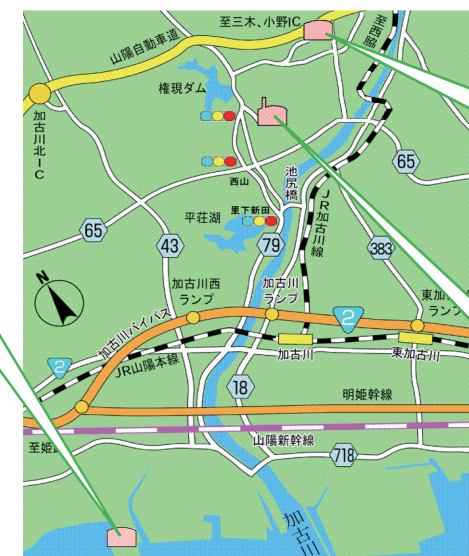 至三木、小野IC
至西脇
山陽自動車道
権現ダム
加古川北IC
西山
池尻橋
JR加古川線
65
里下新田
平荘湖
65
43
79
383
N
加古川西
ランプ
加古川
ランプ
東加
ランプ
加古川バイパス
2
2
JR山陽本線
加古川
東加古川
18
明姫幹線
至姫
山陽新幹線
718
加古川